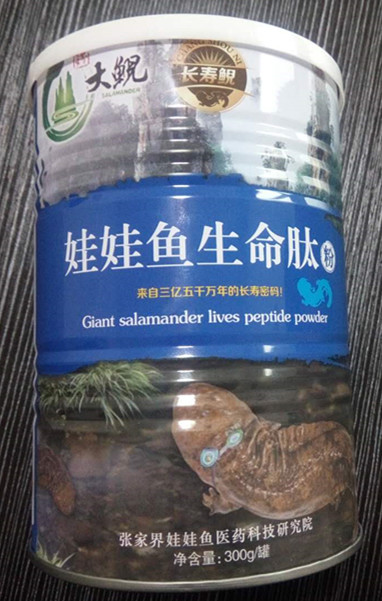 大鲵
SALAMANDER
长寿鲵
娃娃鱼生命肽粉
来自三亿五千万年的长寿密码!
Giant salamander lives peptide powder
张家界娃娃鱼医药科技研究院
净含量:300g/罐